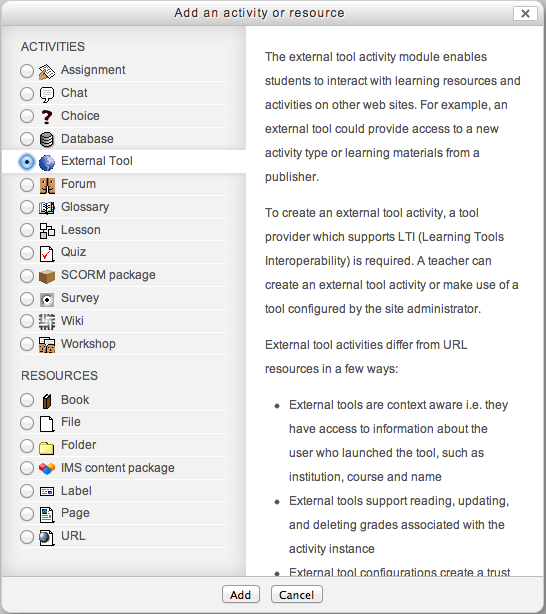 Add an activity or resource
ACTIVITIES
Assignment
Chat
Choice
Database
External Tool
Forum
Glossary
Lesson
Quiz
SCORM package
Survey
Wiki
Workshop
RESOURCES
Book
File
Folder
IMS content package
Label
Page
URL
The external tool activity module enables
students to interact with learning resources and
activities on other web sites. For example, an
external tool could provide access to a new
activity type or learning materials from a
publisher.
To create an external tool activity, a tool
provider which supports LTI (Learning Tools
Interoperability) is required. A teacher can
create an external tool activity or make use of a
tool configured by the site administrator.
External tool activities differ from URL
resources in a few ways:
• External tools are context aware i.e. they
have access to information about the
user who launched the tool, such as
institution, course and name
• External tools support reading, updating,
and deleting grades associated with the
activity instance
• External tool configurations create a trust
Add
Cancel